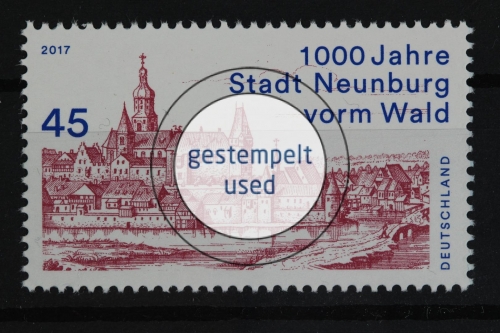 2017
1000 Jahre
Stadt Neunburg
vorm Wald
45
gestempelt
used
DEUTSCHLAND